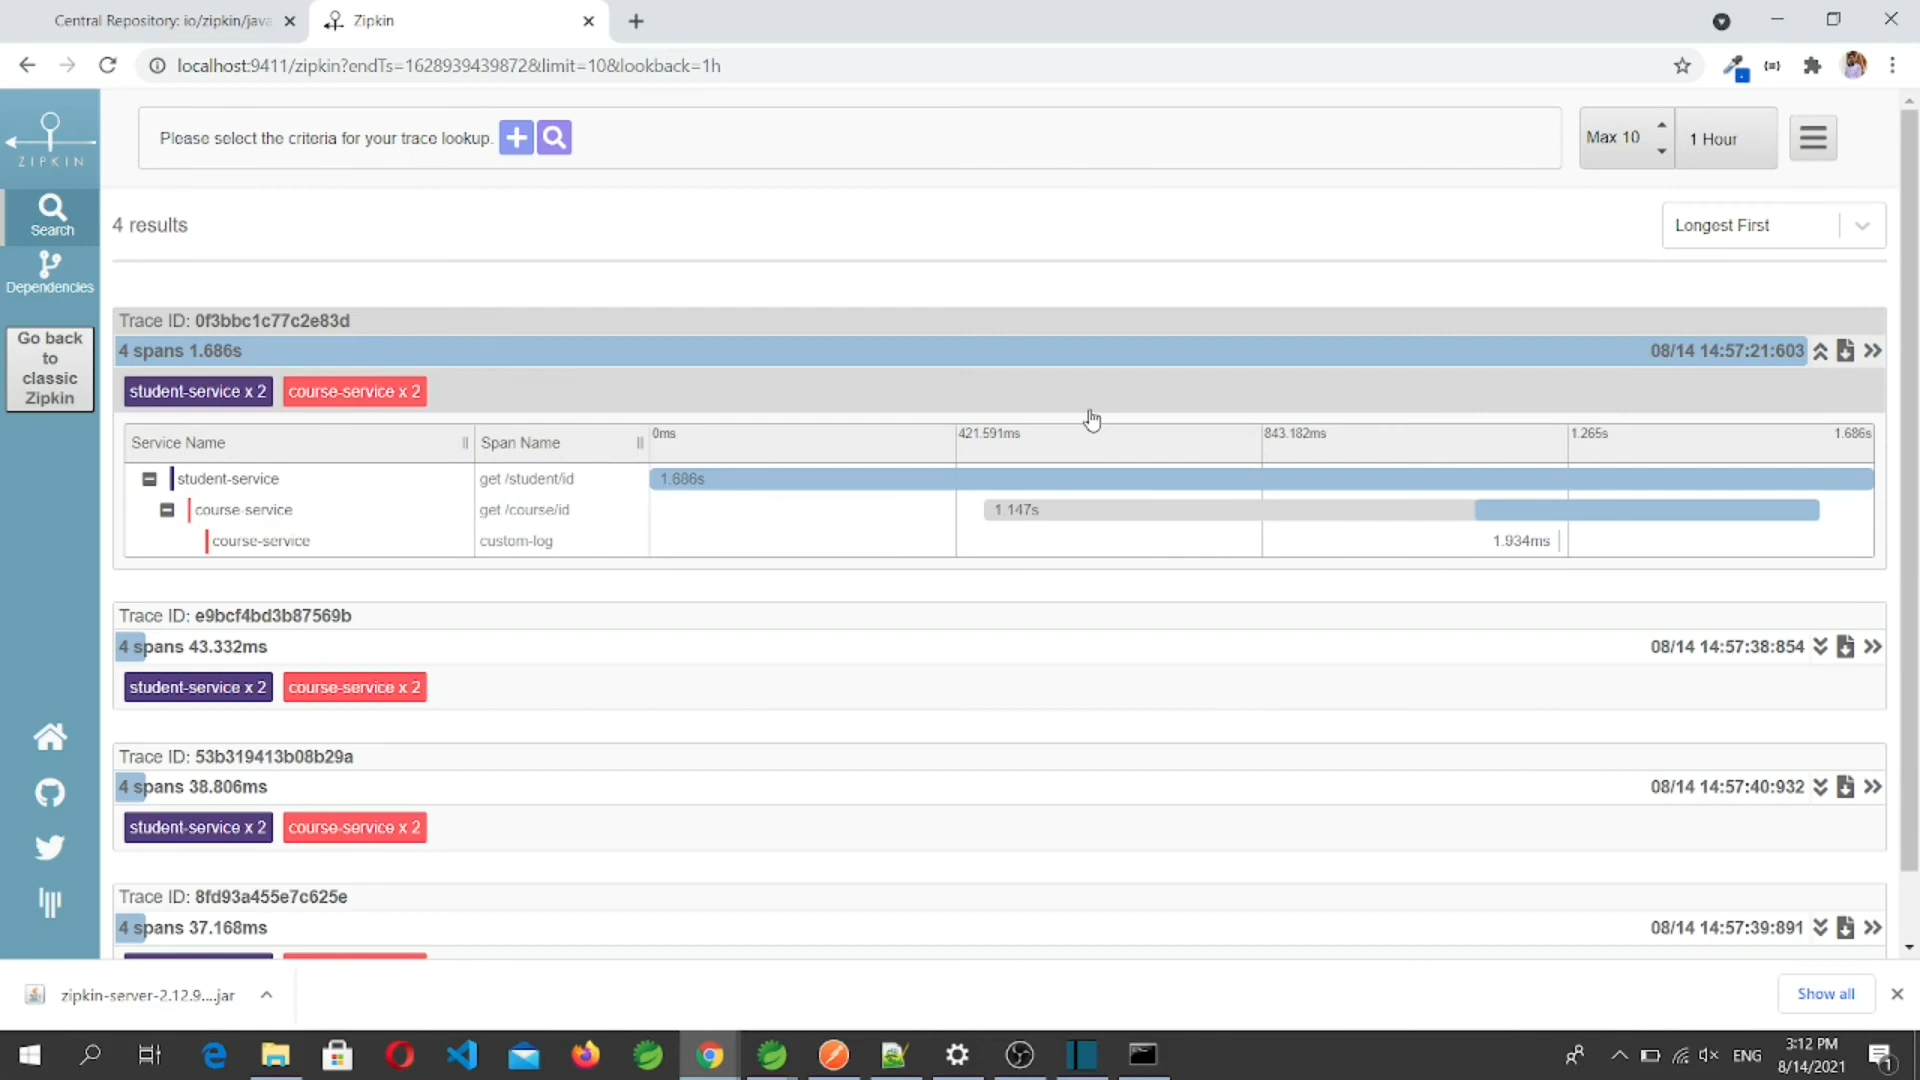 Central Repository: io/zipkin/java
Zipkin
localhost:9411/zipkin?endTs=1628939439872&limit=10&lookback=1h
ZIPKIN
Please select the criteria for your trace lookup.
Max 10
1 Hour
Search
4 results
Longest First
Dependencies
Go back
to
classic
Zipkin
Trace ID: 0f3bbc1c77c2e83d
4 spans 1.686s
08/14 14:57:21:603
student-service x 2
course-service x 2
Service Name
Span Name
0ms
421.591ms
843.182ms
1.265s
1.686s
student-service
get /student/id
1.686s
course-service
get /course/id
1.147s
course-service
custom-log
1.934ms
Trace ID: e9bcf4bd3b87569b
4 spans 43.332ms
08/14 14:57:38:854
student-service x 2
course-service x 2
Trace ID: 53b319413b08b29a
4 spans 38.806ms
08/14 14:57:40:932
student-service x 2
course-service x 2
Trace ID: 8fd93a455e7c625e
4 spans 37.168ms
08/14 14:57:39:891
zipkin-server-2.12.9....jar
Show all
ENG
3:12 PM
8/14/2021
1